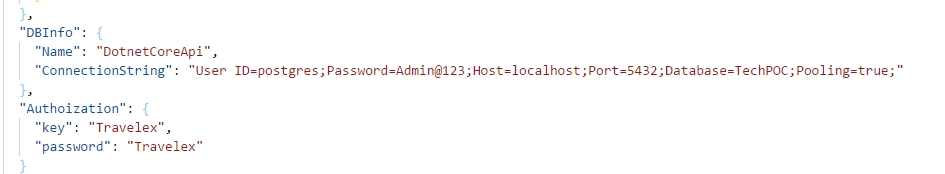 },
"DBInfo": {
"Name": "DotnetCoreApi",
"ConnectionString": "User ID=postgres;Password=Admin@123;Host=localhost;Port=5432;Database=TechPOC;Pooling=true;"
},
"Authoization": {
"key": "Travelex",
"password": "Travelex"
}